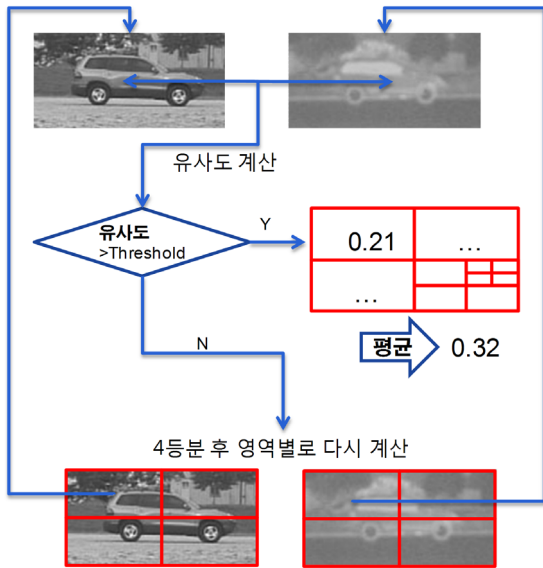 유사도 계산
유사도
>Threshold
Y
0.21
...
...
N
평균
0.32
4등분 후 영역별로 다시 계산